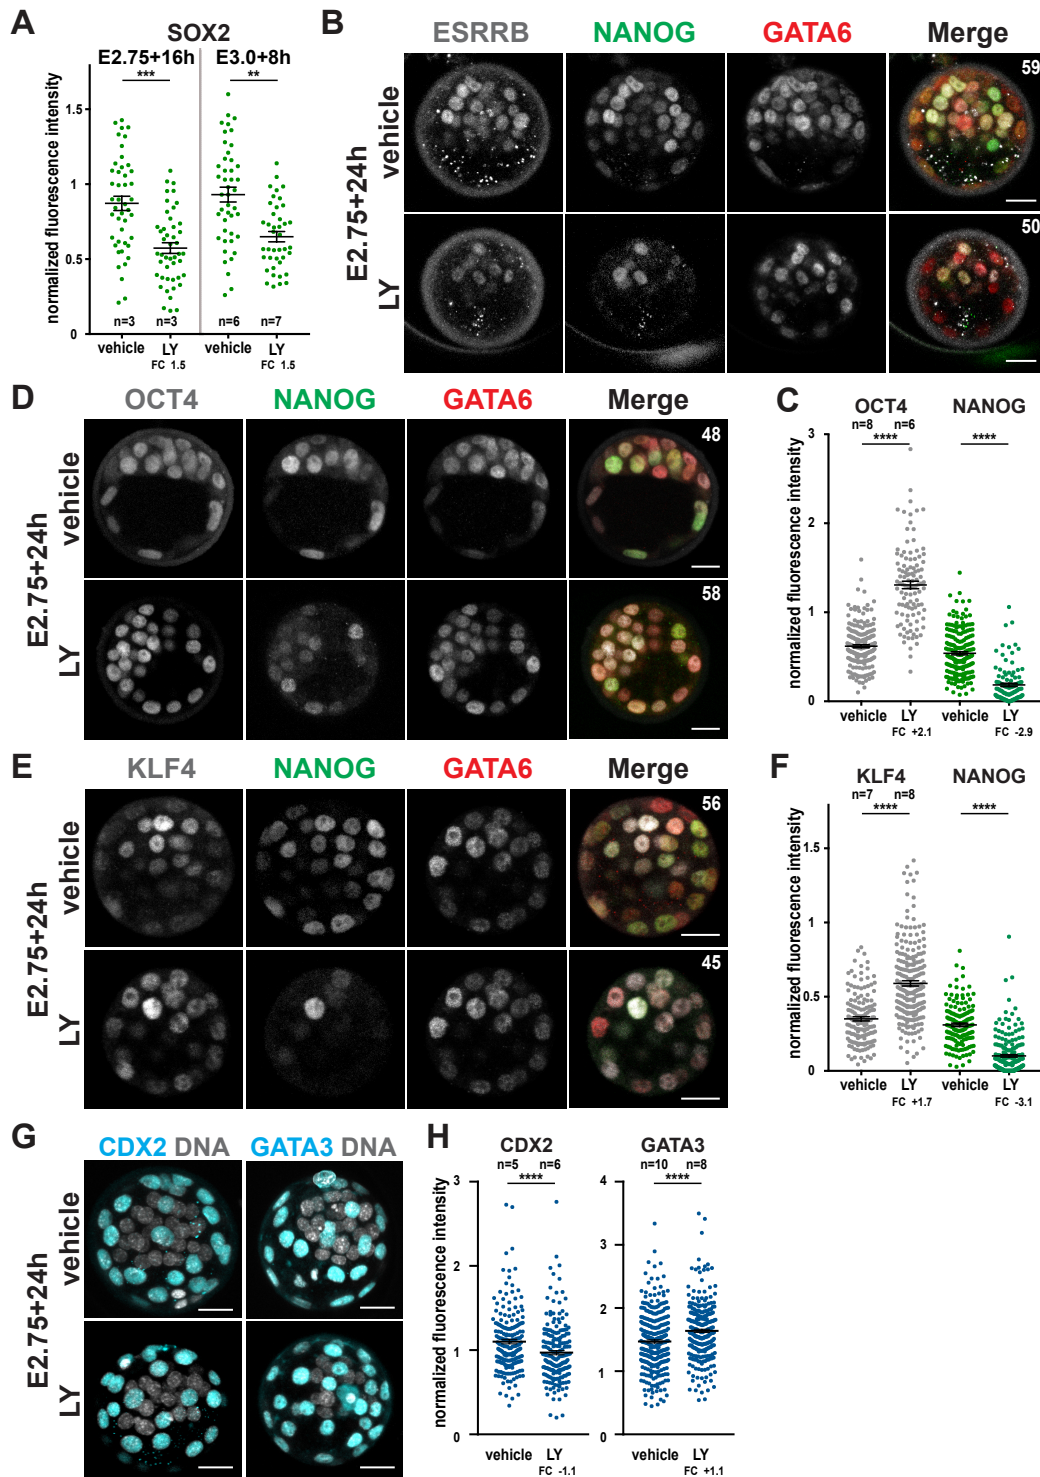 A
SOX2
E2.75+16h E3.0+8h
*** **
normalized fluorescence intensity
1.5
1
0.5
0
n=3 n=3 n=6 n=7
vehicle LY vehicle LY
FC 1.5 FC 1.5
B
ESRRB NANOG GATA6 Merge
E2.75+24h
vehicle
59
LY
50
D
OCT4 NANOG GATA6 Merge
E2.75+24h
vehicle
48
LY
58
C
OCT4 NANOG
n=8 n=6
**** ****
normalized fluorescence intensity
3
2
1
0
vehicle LY vehicle LY
FC +2.1 FC -2.9
E
KLF4 NANOG GATA6 Merge
E2.75+24h
vehicle
56
LY
45
F
KLF4 NANOG
n=7 n=8
**** ****
normalized fluorescence intensity
1.5
1
0.5
0
vehicle LY vehicle LY
FC +1.7 FC -3.1
G
CDX2 DNA GATA3 DNA
E2.75+24h
vehicle
LY
H
CDX2 GATA3
n=5 n=6 n=10 n=8
**** ****
normalized fluorescence intensity
3
2
1
0
4
3
2
1
0
vehicle LY vehicle LY
FC -1.1 FC +1.1